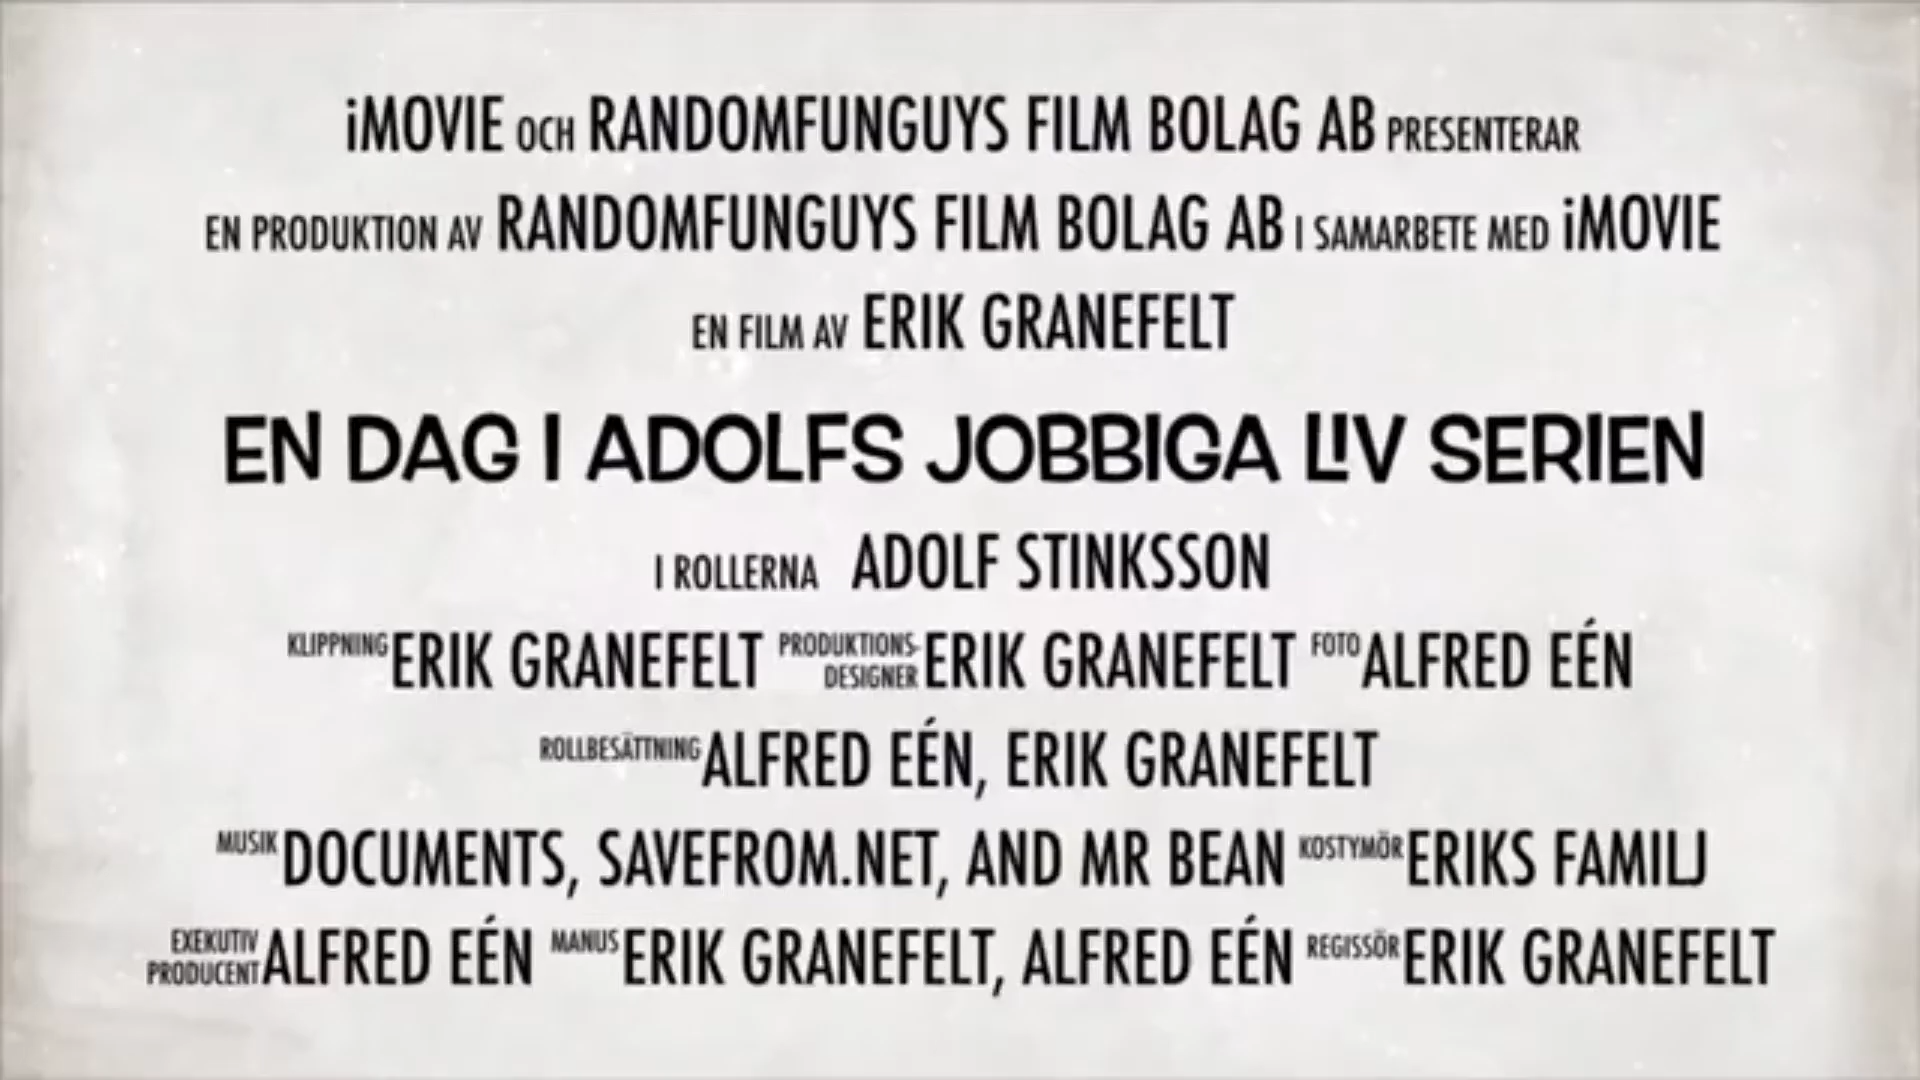 iMOVIE OCH RANDOMFUNGUYS FILM BOLAG AB PRESENTERAR
EN PRODUKTION AV RANDOMFUNGUYS FILM BOLAG AB I SAMARBETE MED iMOVIE
EN FILM AV ERIK GRANEFELT
EN DAG I ADOLFS JOBBIGA LIV SERIEN
I ROLLERNA ADOLF STINKSSON
KLIPPNING ERIK GRANEFELT PRODUKTIONS-DESIGNER ERIK GRANEFELT FOTO ALFRED EÉN
ROLLBESÄTTNING ALFRED EÉN, ERIK GRANEFELT
MUSIK DOCUMENTS, SAVEFROM.NET, AND MR BEAN KOSTYMÖR ERIKS FAMILJ
EXEKUTIV PRODUCENT ALFRED EÉN MANUS ERIK GRANEFELT, ALFRED EÉN REGISSÖR ERIK GRANEFELT